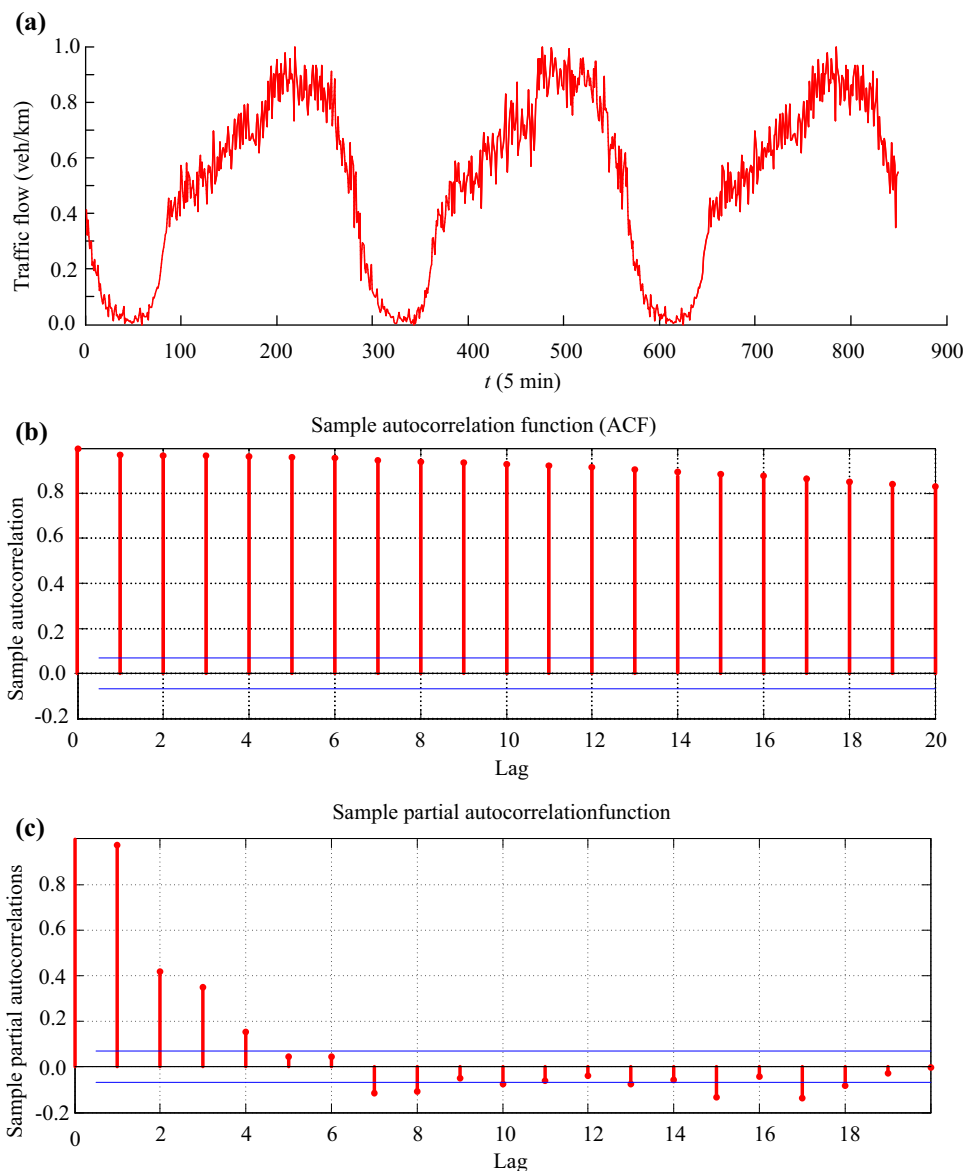 (a)
1.0
0.8
0.6
0.4
0.2
0.0
Traffic flow (veh/km)
0 100 200 300 400 500 600 700 800 900
t (5 min)
(b)
Sample autocorrelation function (ACF)
0.8
0.6
0.4
0.2
0.0
-0.2
Sample autocorrelation
0 2 4 6 8 10 12 14 16 18 20
Lag
(c)
Sample partial autocorrelationfunction
0.8
0.6
0.4
0.2
0.0
-0.2
Sample partial autocorrelations
0 2 4 6 8 10 12 14 16 18
Lag